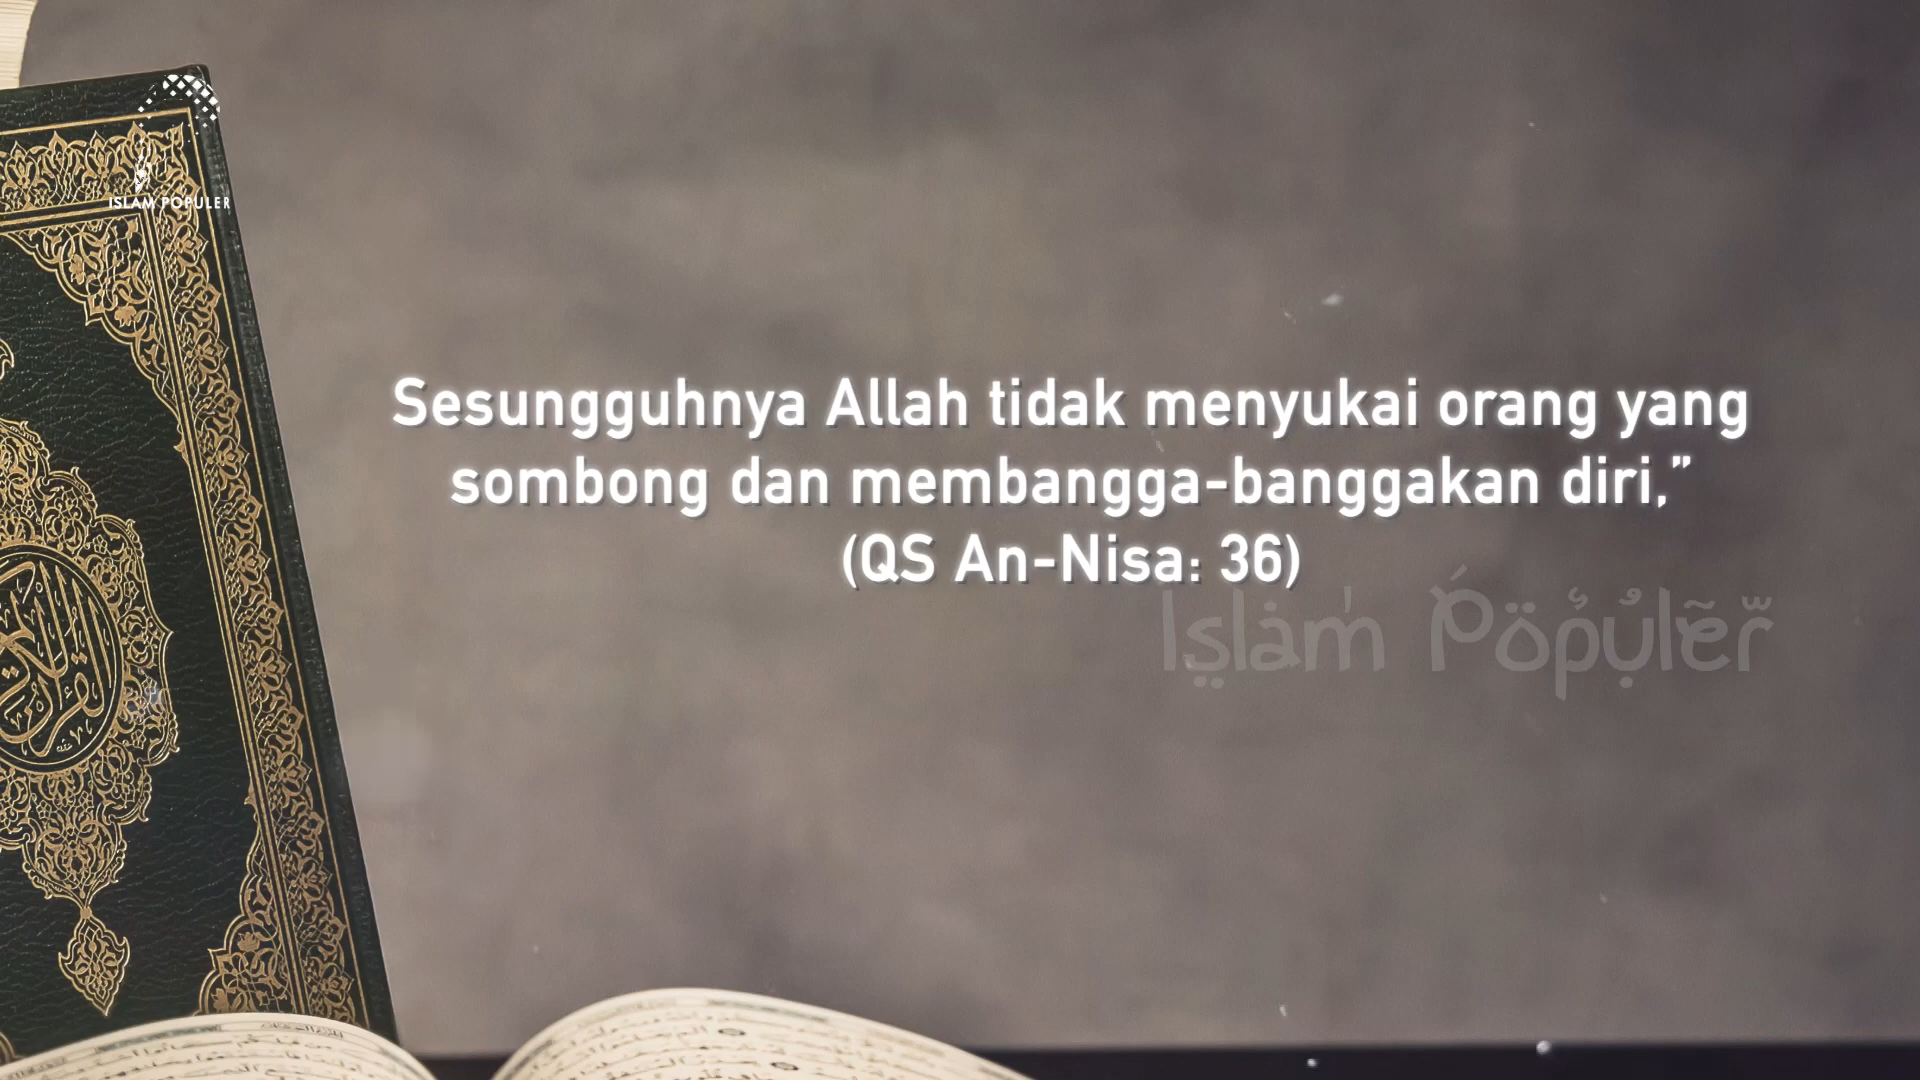 ISLAM POPULER
Sesungguhnya Allah tidak menyukai orang yang
sombong dan membangga-banggakan diri,”
(QS An-Nisa: 36)
Islam Populer